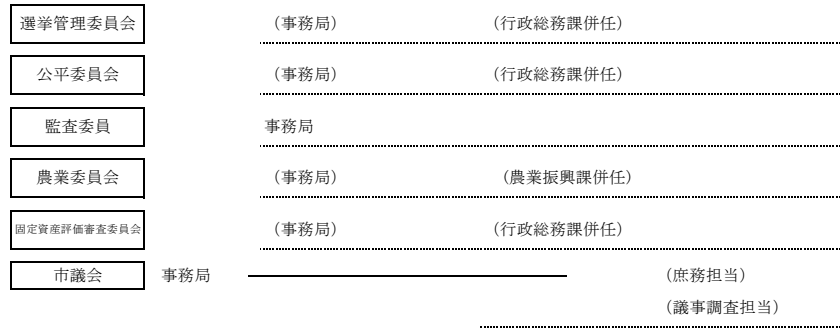 選挙管理委員会 （事務局） （行政総務課併任）
公平委員会 （事務局） （行政総務課併任）
監査委員 事務局
農業委員会 （事務局） （農業振興課併任）
固定資産評価審査委員会 （事務局） （行政総務課併任）
市議会 事務局 （庶務担当）
（議事調査担当）